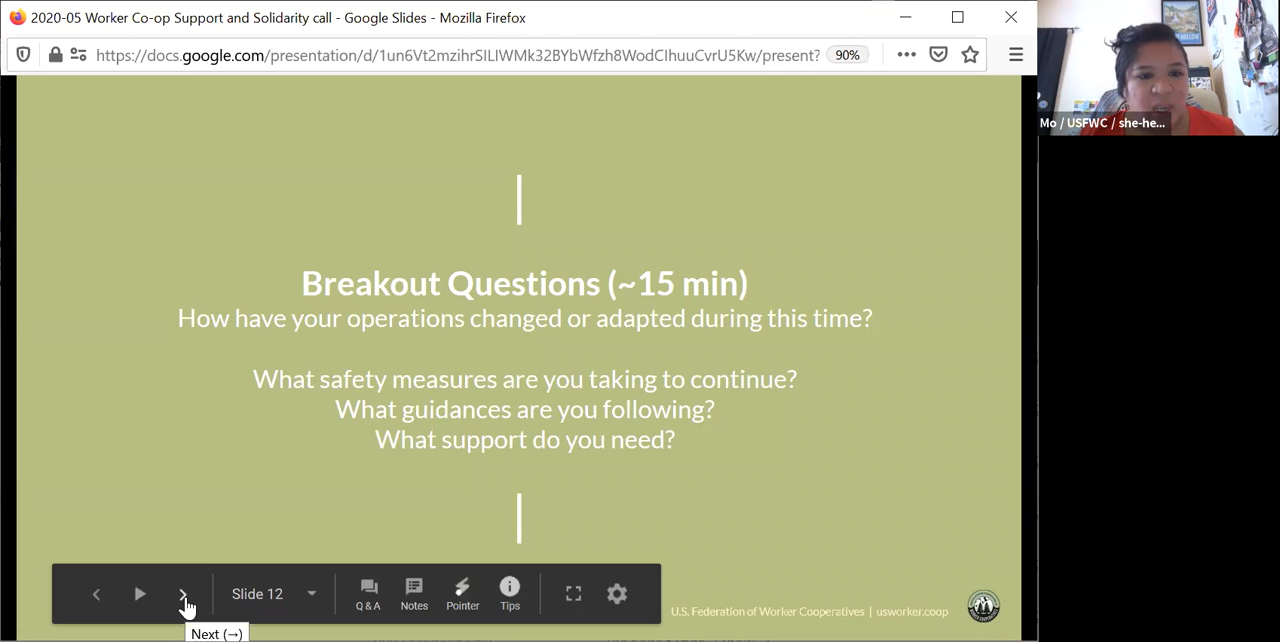 2020-05 Worker Co-op Support and Solidarity call - Google Slides - Mozilla Firefox
https://docs.google.com/presentation/d/1un6Vt2mzihrSILIWMk32BYbWfzh8WodCIhuuCvrU5Kw/present?
90%
Mo / USFWC / she-he...
Breakout Questions (~15 min)
How have your operations changed or adapted during this time?
What safety measures are you taking to continue?
What guidances are you following?
What support do you need?
Slide 12
Q & A
Notes
Pointer
Tips
U.S. Federation of Worker Cooperatives | usworker.coop
Next (→)